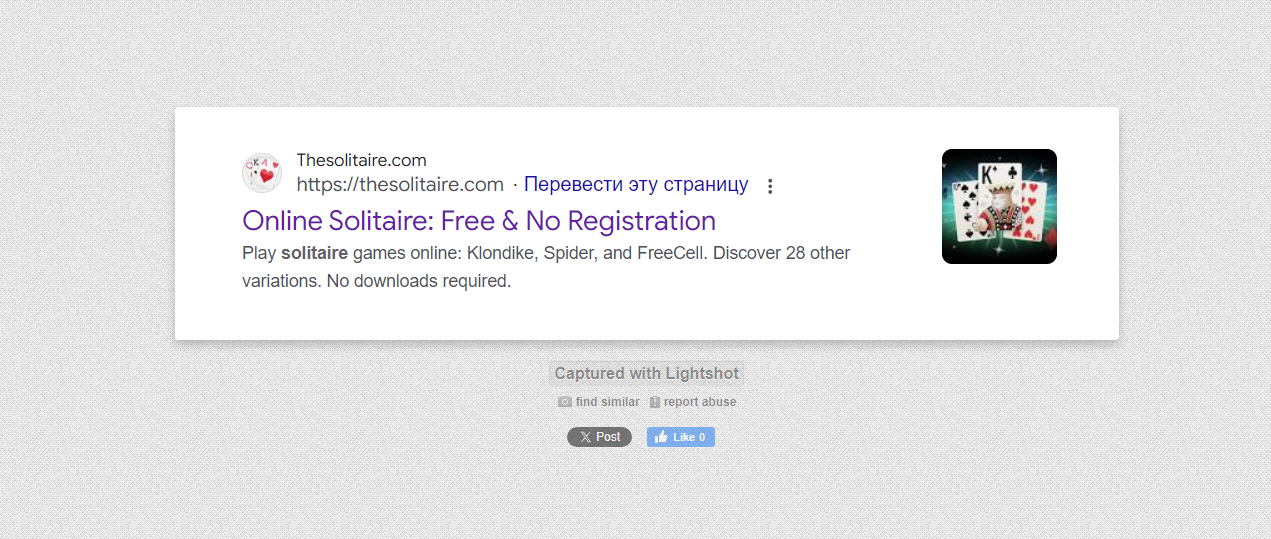 Thesolitaire.com
https://thesolitaire.com · Перевести эту страницу
Online Solitaire: Free & No Registration
Play solitaire games online: Klondike, Spider, and FreeCell. Discover 28 other
variations. No downloads required.
Captured with Lightshot
find similar report abuse
Post Like 0